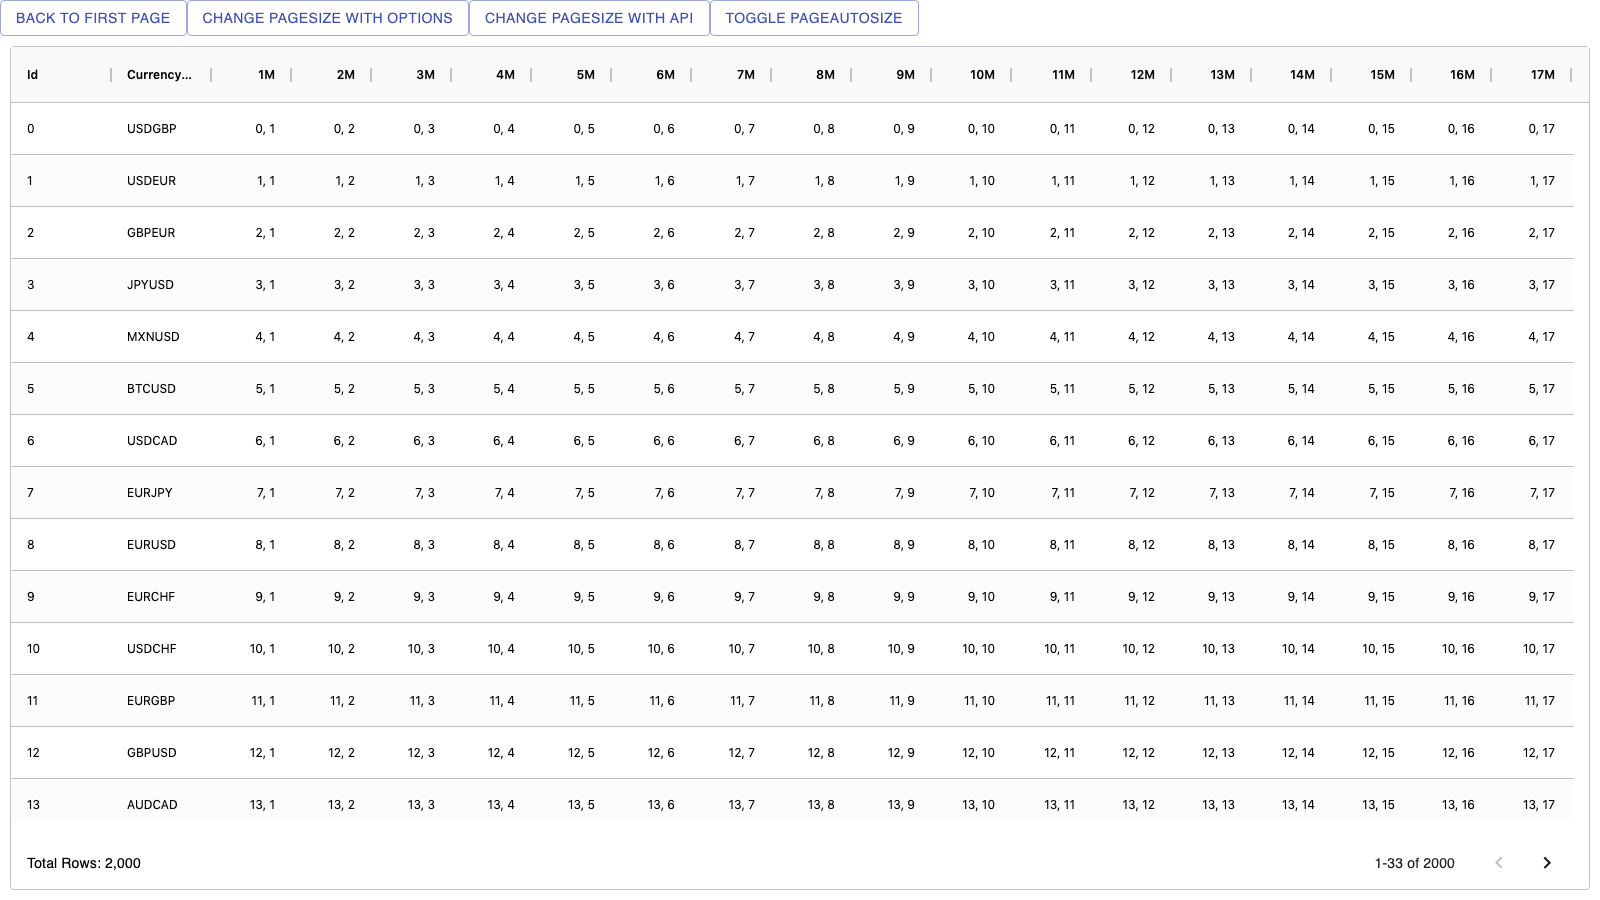 BACK TO FIRST PAGE CHANGE PAGESIZE WITH OPTIONS CHANGE PAGESIZE WITH API TOGGLE PAGEAUTOSIZE
Id Currency... 1M 2M 3M 4M 5M 6M 7M 8M 9M 10M 11M 12M 13M 14M 15M 16M 17M
0 USDGBP 0, 1 0, 2 0, 3 0, 4 0, 5 0, 6 0, 7 0, 8 0, 9 0, 10 0, 11 0, 12 0, 13 0, 14 0, 15 0, 16 0, 17
1 USDEUR 1, 1 1, 2 1, 3 1, 4 1, 5 1, 6 1, 7 1, 8 1, 9 1, 10 1, 11 1, 12 1, 13 1, 14 1, 15 1, 16 1, 17
2 GBPEUR 2, 1 2, 2 2, 3 2, 4 2, 5 2, 6 2, 7 2, 8 2, 9 2, 10 2, 11 2, 12 2, 13 2, 14 2, 15 2, 16 2, 17
3 JPYUSD 3, 1 3, 2 3, 3 3, 4 3, 5 3, 6 3, 7 3, 8 3, 9 3, 10 3, 11 3, 12 3, 13 3, 14 3, 15 3, 16 3, 17
4 MXNUSD 4, 1 4, 2 4, 3 4, 4 4, 5 4, 6 4, 7 4, 8 4, 9 4, 10 4, 11 4, 12 4, 13 4, 14 4, 15 4, 16 4, 17
5 BTCUSD 5, 1 5, 2 5, 3 5, 4 5, 5 5, 6 5, 7 5, 8 5, 9 5, 10 5, 11 5, 12 5, 13 5, 14 5, 15 5, 16 5, 17
6 USDCAD 6, 1 6, 2 6, 3 6, 4 6, 5 6, 6 6, 7 6, 8 6, 9 6, 10 6, 11 6, 12 6, 13 6, 14 6, 15 6, 16 6, 17
7 EURJPY 7, 1 7, 2 7, 3 7, 4 7, 5 7, 6 7, 7 7, 8 7, 9 7, 10 7, 11 7, 12 7, 13 7, 14 7, 15 7, 16 7, 17
8 EURUSD 8, 1 8, 2 8, 3 8, 4 8, 5 8, 6 8, 7 8, 8 8, 9 8, 10 8, 11 8, 12 8, 13 8, 14 8, 15 8, 16 8, 17
9 EURCHF 9, 1 9, 2 9, 3 9, 4 9, 5 9, 6 9, 7 9, 8 9, 9 9, 10 9, 11 9, 12 9, 13 9, 14 9, 15 9, 16 9, 17
10 USDCHF 10, 1 10, 2 10, 3 10, 4 10, 5 10, 6 10, 7 10, 8 10, 9 10, 10 10, 11 10, 12 10, 13 10, 14 10, 15 10, 16 10, 17
11 EURGBP 11, 1 11, 2 11, 3 11, 4 11, 5 11, 6 11, 7 11, 8 11, 9 11, 10 11, 11 11, 12 11, 13 11, 14 11, 15 11, 16 11, 17
12 GBPUSD 12, 1 12, 2 12, 3 12, 4 12, 5 12, 6 12, 7 12, 8 12, 9 12, 10 12, 11 12, 12 12, 13 12, 14 12, 15 12, 16 12, 17
13 AUDCAD 13, 1 13, 2 13, 3 13, 4 13, 5 13, 6 13, 7 13, 8 13, 9 13, 10 13, 11 13, 12 13, 13 13, 14 13, 15 13, 16 13, 17
Total Rows: 2,000 1-33 of 2000